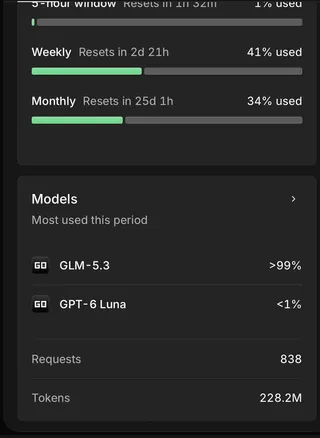 5-hour window Resets in 1h 32m 1% used
Weekly Resets in 2d 21h 41% used
Monthly Resets in 25d 1h 34% used
Models
Most used this period
GO GLM-5.3 >99%
GO GPT-6 Luna <1%
Requests 838
Tokens 228.2M